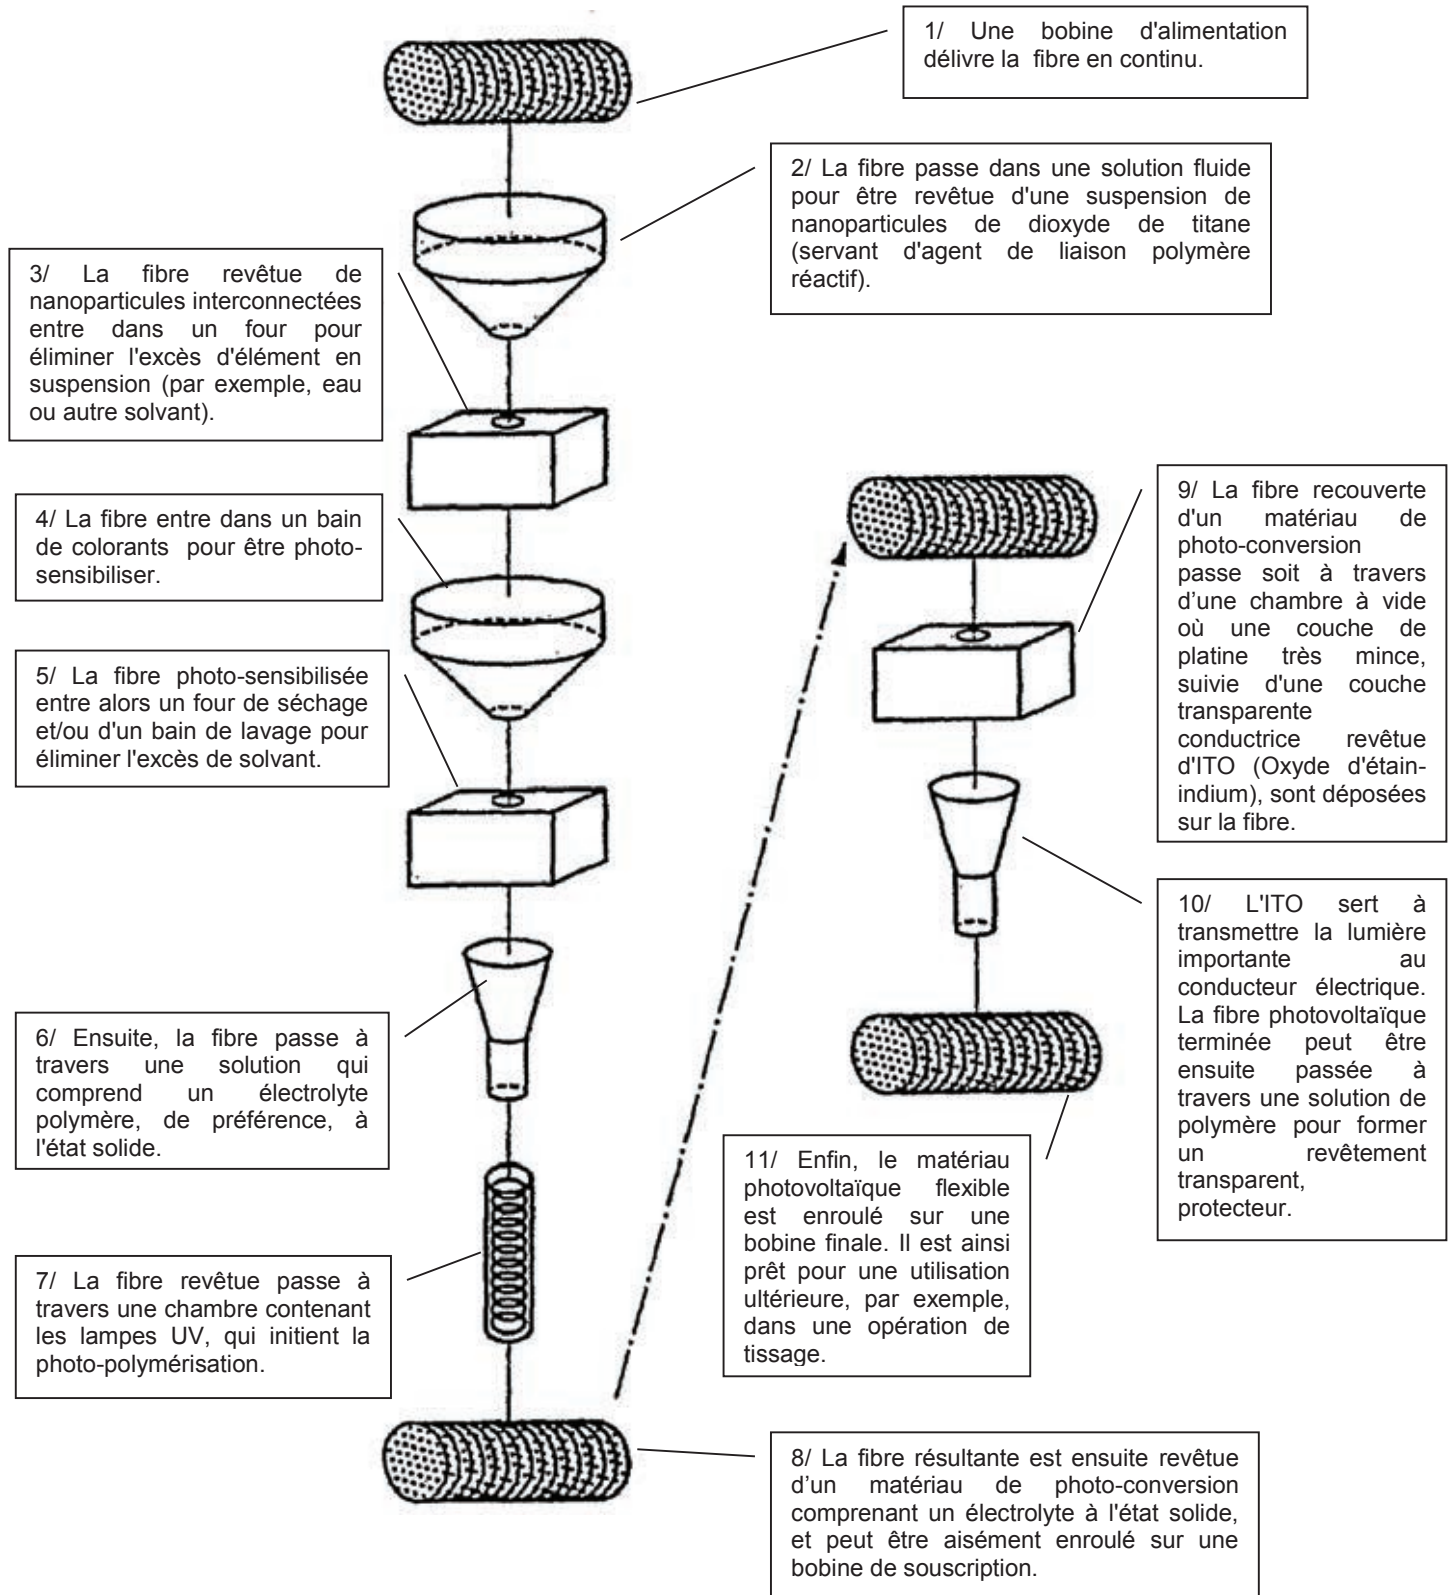 1/ Une bobine d'alimentation
délivre la fibre en continu.
2/ La fibre passe dans une solution fluide
pour être revêtue d'une suspension de
nanoparticules de dioxyde de titane
(servant d'agent de liaison polymère
réactif).
3/ La fibre revêtue de
nanoparticules interconnectées
entre dans un four pour
éliminer l'excès d'élément en
suspension (par exemple, eau
ou autre solvant).
4/ La fibre entre dans un bain
de colorants pour être photo-
sensibiliser.
5/ La fibre photo-sensibilisée
entre alors un four de séchage
et/ou d'un bain de lavage pour
éliminer l'excès de solvant.
6/ Ensuite, la fibre passe à
travers une solution qui
comprend un électrolyte
polymère, de préférence, à
l'état solide.
7/ La fibre revêtue passe à
travers une chambre contenant
les lampes UV, qui initient la
photo-polymérisation.
8/ La fibre résultante est ensuite revêtue
d'un matériau de photo-conversion
comprenant un électrolyte à l'état solide,
et peut être aisément enroulé sur une
bobine de souscription.
9/ La fibre recouverte
d'un matériau de
photo-conversion
passe soit à travers
d'une chambre à vide
où une couche de
platine très mince,
suivie d'une couche
transparente
conductrice revêtue
d'ITO (Oxyde d'étain-
indium), sont déposées
sur la fibre.
10/ L'ITO sert à
transmettre la lumière
importante au
conducteur électrique.
La fibre photovoltaïque
terminée peut être
ensuite passée à
travers une solution de
polymère pour former
un revêtement
transparent,
protecteur.
11/ Enfin, le matériau
photovoltaïque flexible
est enroulé sur une
bobine finale. Il est ainsi
prêt pour une utilisation
ultérieure, par exemple,
dans une opération de
tissage.